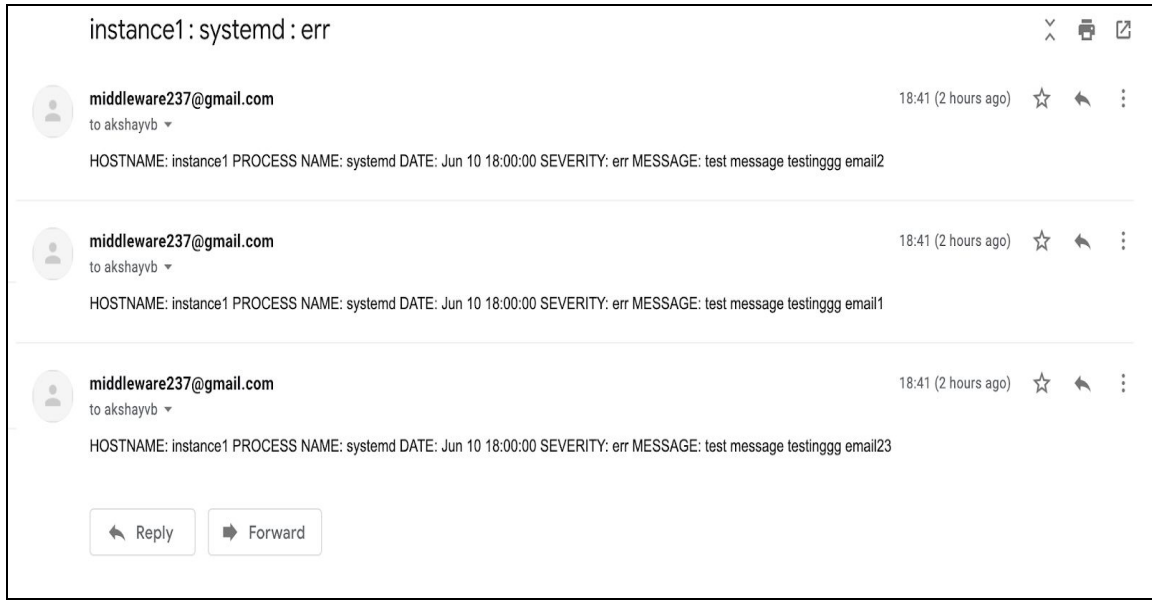 instance1 : systemd : err
middleware237@gmail.com
18:41 (2 hours ago)
to akshayvb
HOSTNAME: instance1 PROCESS NAME: systemd DATE: Jun 10 18:00:00 SEVERITY: err MESSAGE: test message testinggg email2
middleware237@gmail.com
18:41 (2 hours ago)
to akshayvb
HOSTNAME: instance1 PROCESS NAME: systemd DATE: Jun 10 18:00:00 SEVERITY: err MESSAGE: test message testinggg email1
middleware237@gmail.com
18:41 (2 hours ago)
to akshayvb
HOSTNAME: instance1 PROCESS NAME: systemd DATE: Jun 10 18:00:00 SEVERITY: err MESSAGE: test message testinggg email23
Reply
Forward